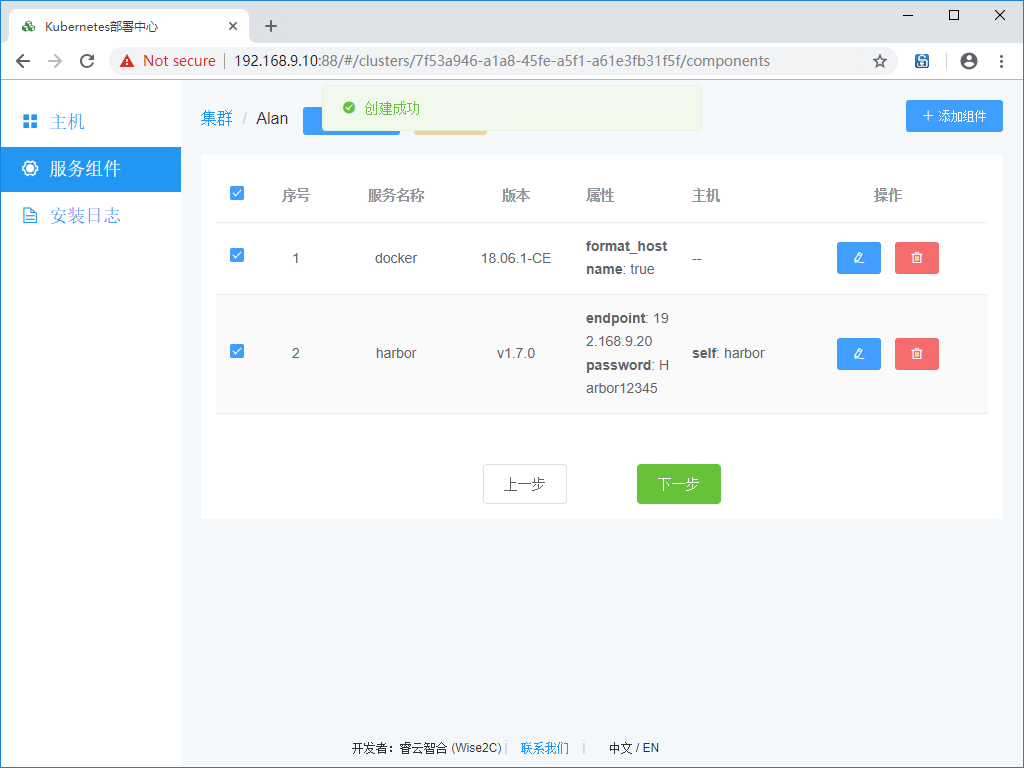 Kubernetes部署中心
Not secure
192.168.9.10:88/#/clusters/7f53a946-a1a8-45fe-a5f1-a61e3fb31f5f/components
创建成功
主机
服务组件
安装日志
集群 / Alan
添加组件
序号 服务名称 版本 属性 主机 操作
1 docker 18.06.1-CE format_host
name: true
--
2 harbor v1.7.0 endpoint: 19
2.168.9.20
password: H
arbor12345
self: harbor
上一步 下一步
开发者：睿云智合 (Wise2C) | 联系我们 | 中文 / EN